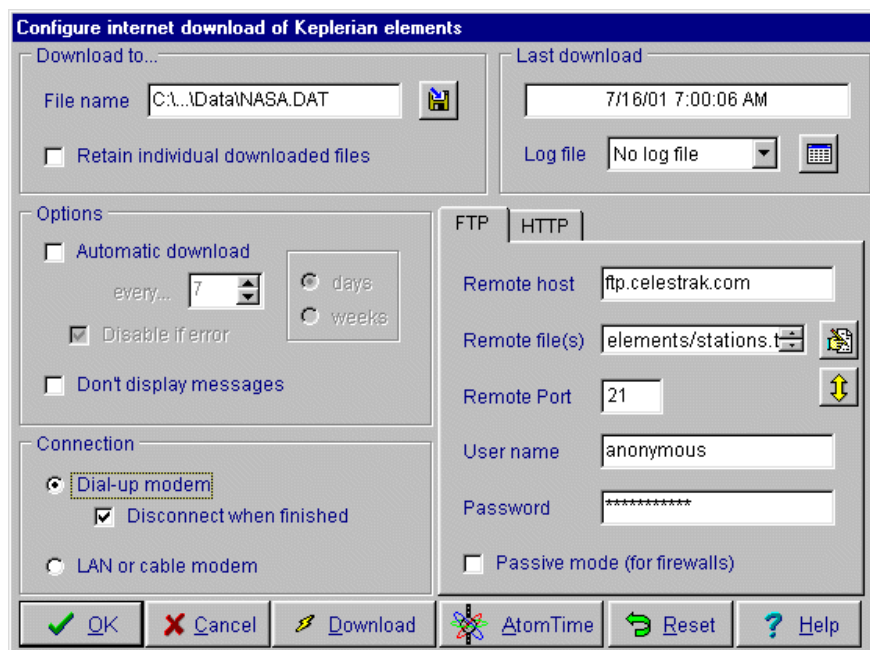 Configure internet download of Keplerian elements
Download to...
File name C:\...\Data\NASA.DAT
Retain individual downloaded files
Last download
7/16/01 7:00:06 AM
Log file No log file
Options
Automatic download
every... 7
days
weeks
Disable if error
Don't display messages
Connection
Dial-up modem
Disconnect when finished
LAN or cable modem
FTP HTTP
Remote host ftp.celestrak.com
Remote file(s) elements/stations.t
Remote Port 21
User name anonymous
Password ***********
Passive mode (for firewalls)
OK Cancel Download AtomTime Reset Help